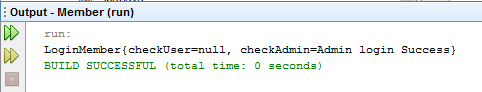 Output - Member (run)
run:
LoginMember{checkUser=null, checkAdmin=Admin login Success}
BUILD SUCCESSFUL (total time: 0 seconds)